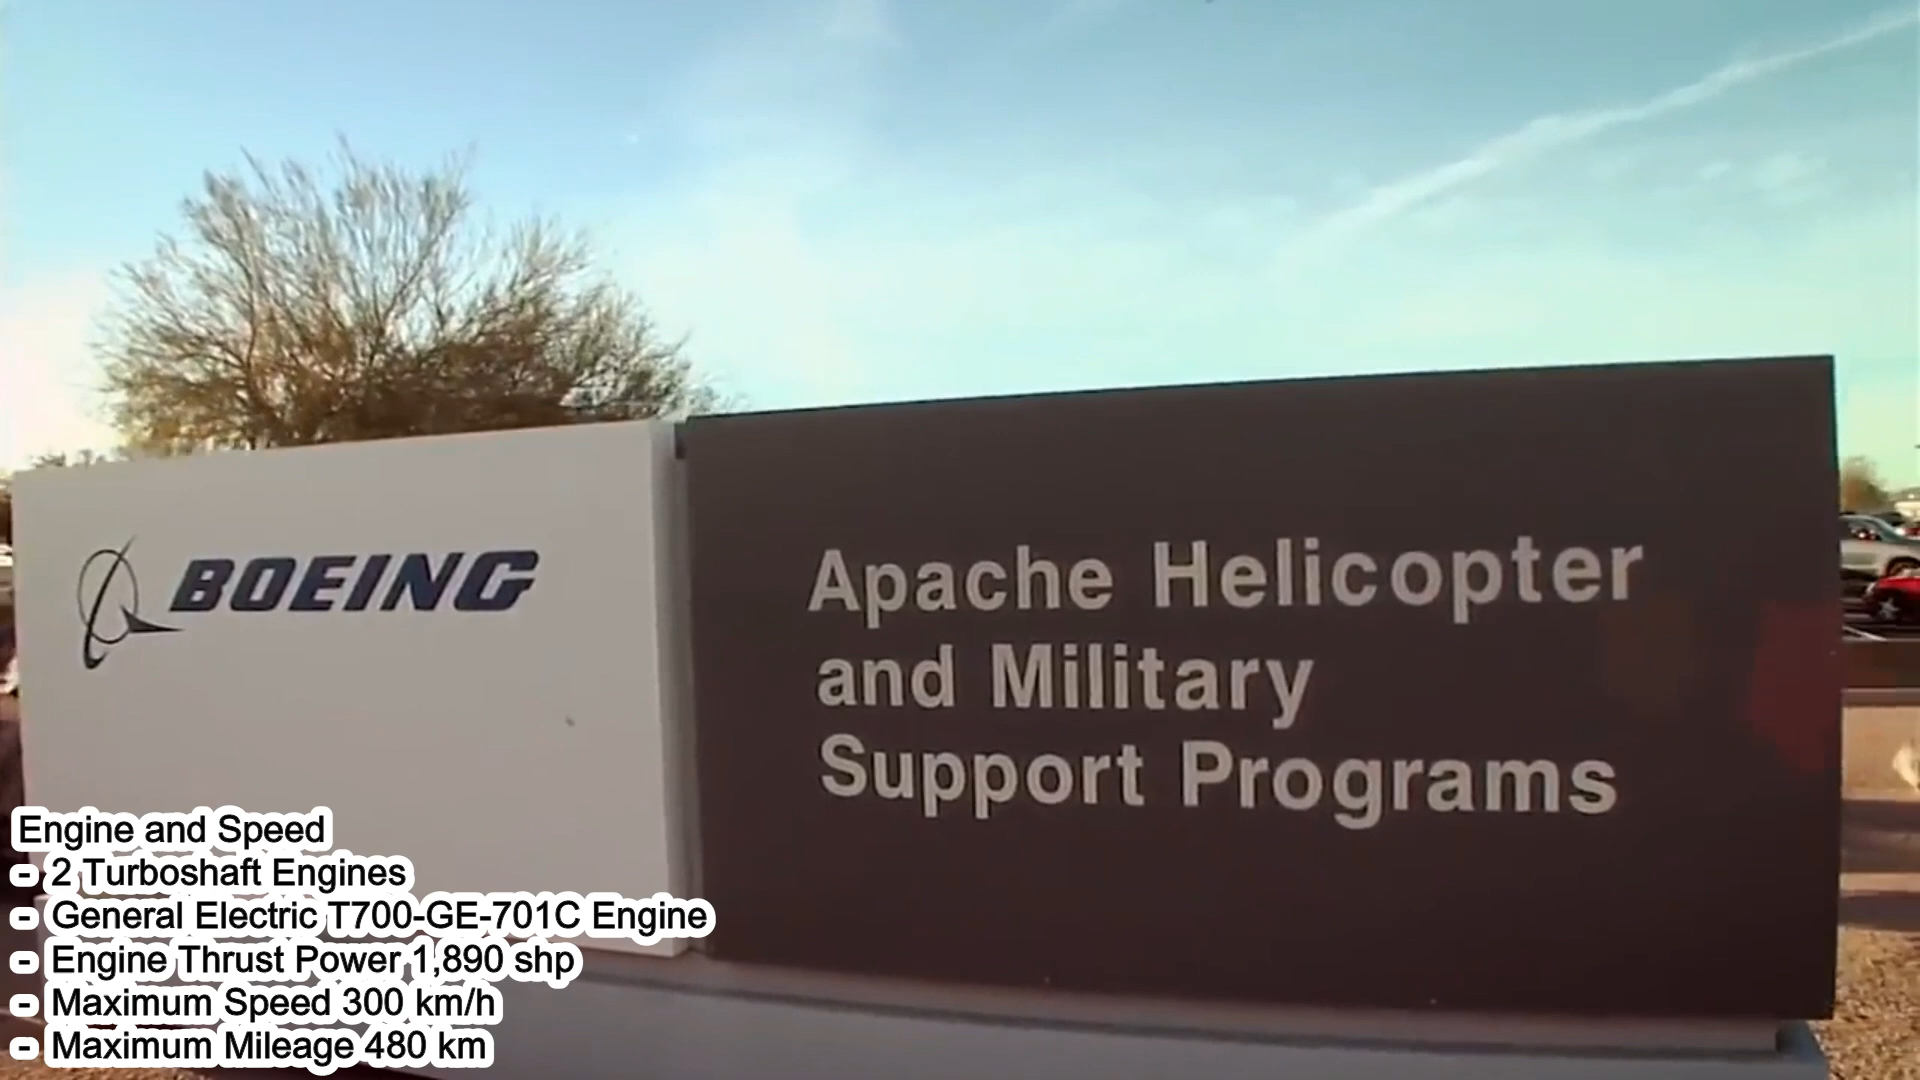 BOEING
Apache Helicopter
and Military
Support Programs
Engine and Speed
- 2 Turboshaft Engines
- General Electric T700-GE-701C Engine
- Engine Thrust Power 1,890 shp
- Maximum Speed 300 km/h
- Maximum Mileage 480 km